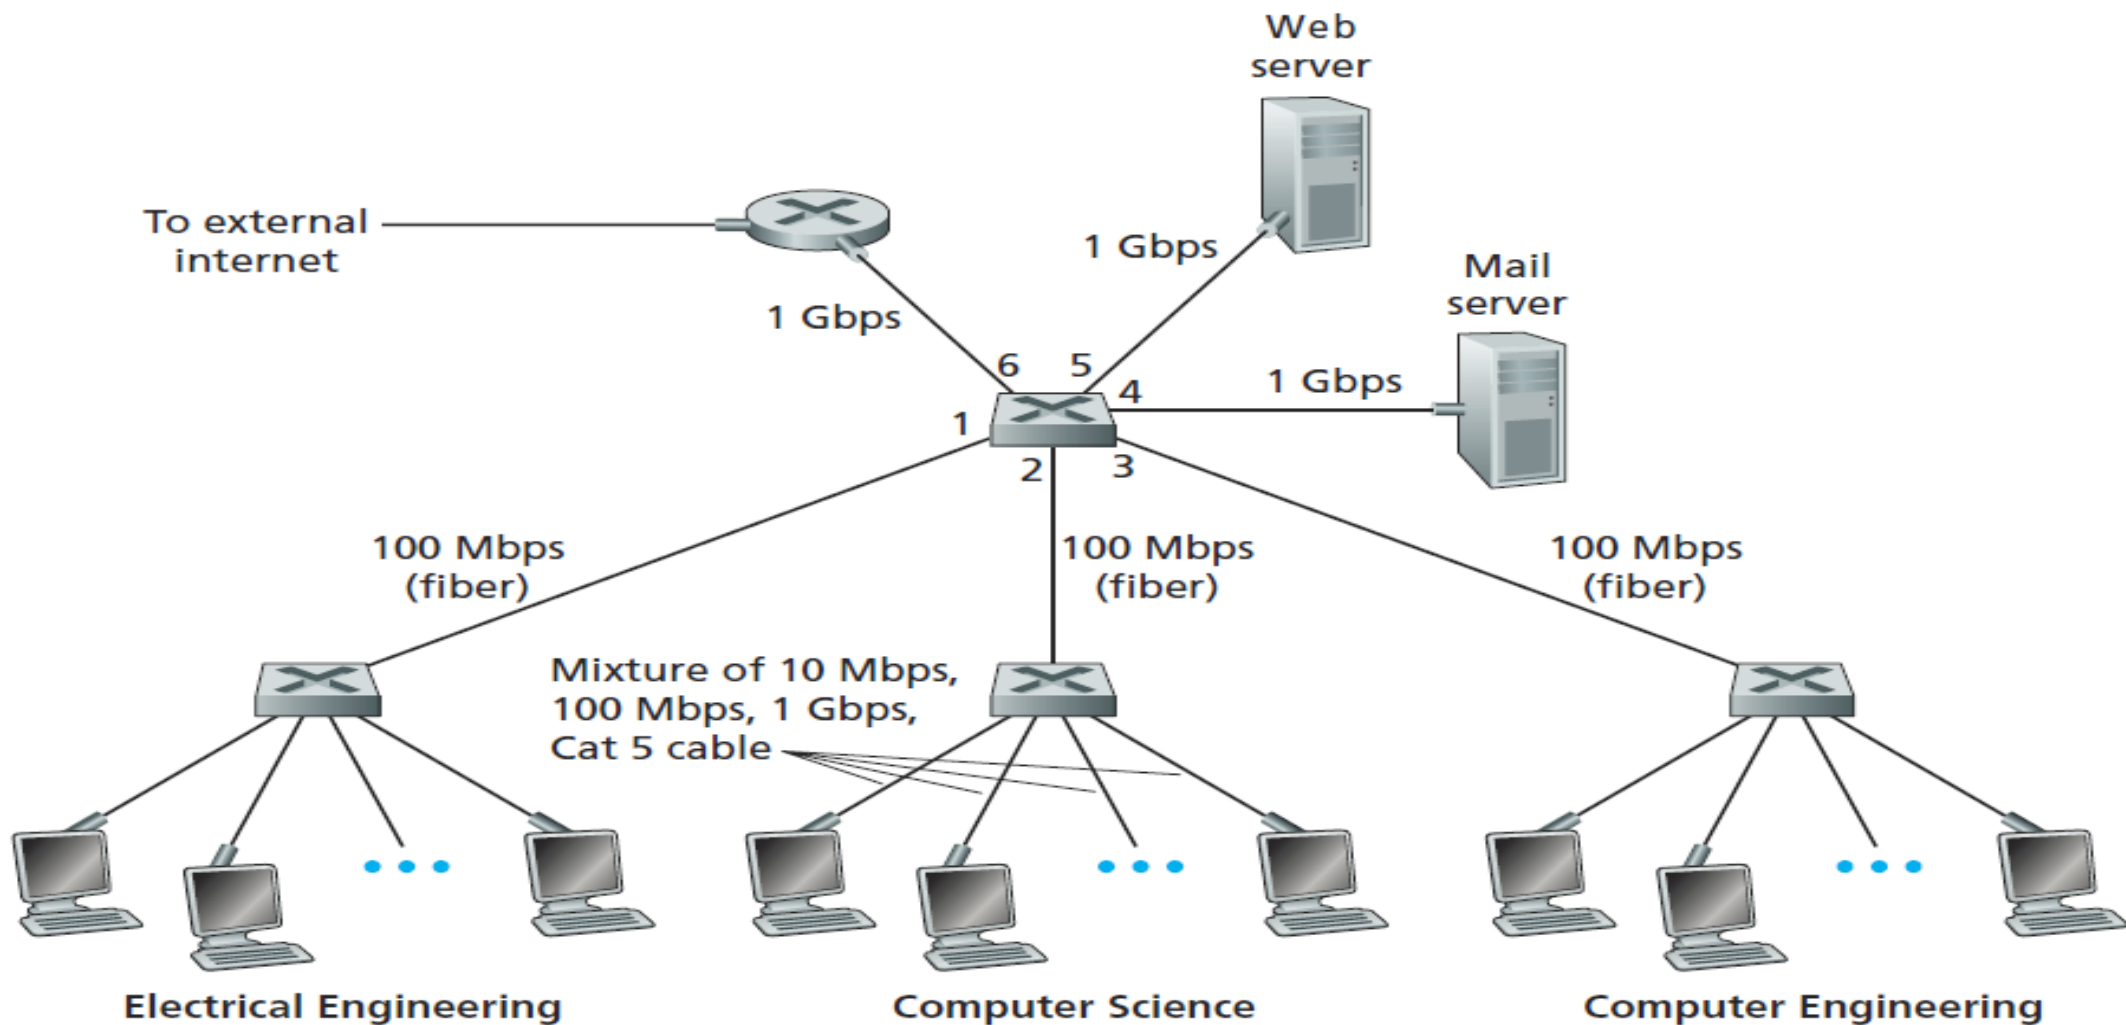 Web
server
To external
internet
1 Gbps
1 Gbps
Mail
server
1 Gbps
6
5
4
1
2
3
100 Mbps
(fiber)
100 Mbps
(fiber)
100 Mbps
(fiber)
Mixture of 10 Mbps,
100 Mbps, 1 Gbps,
Cat 5 cable
Electrical Engineering
Computer Science
Computer Engineering